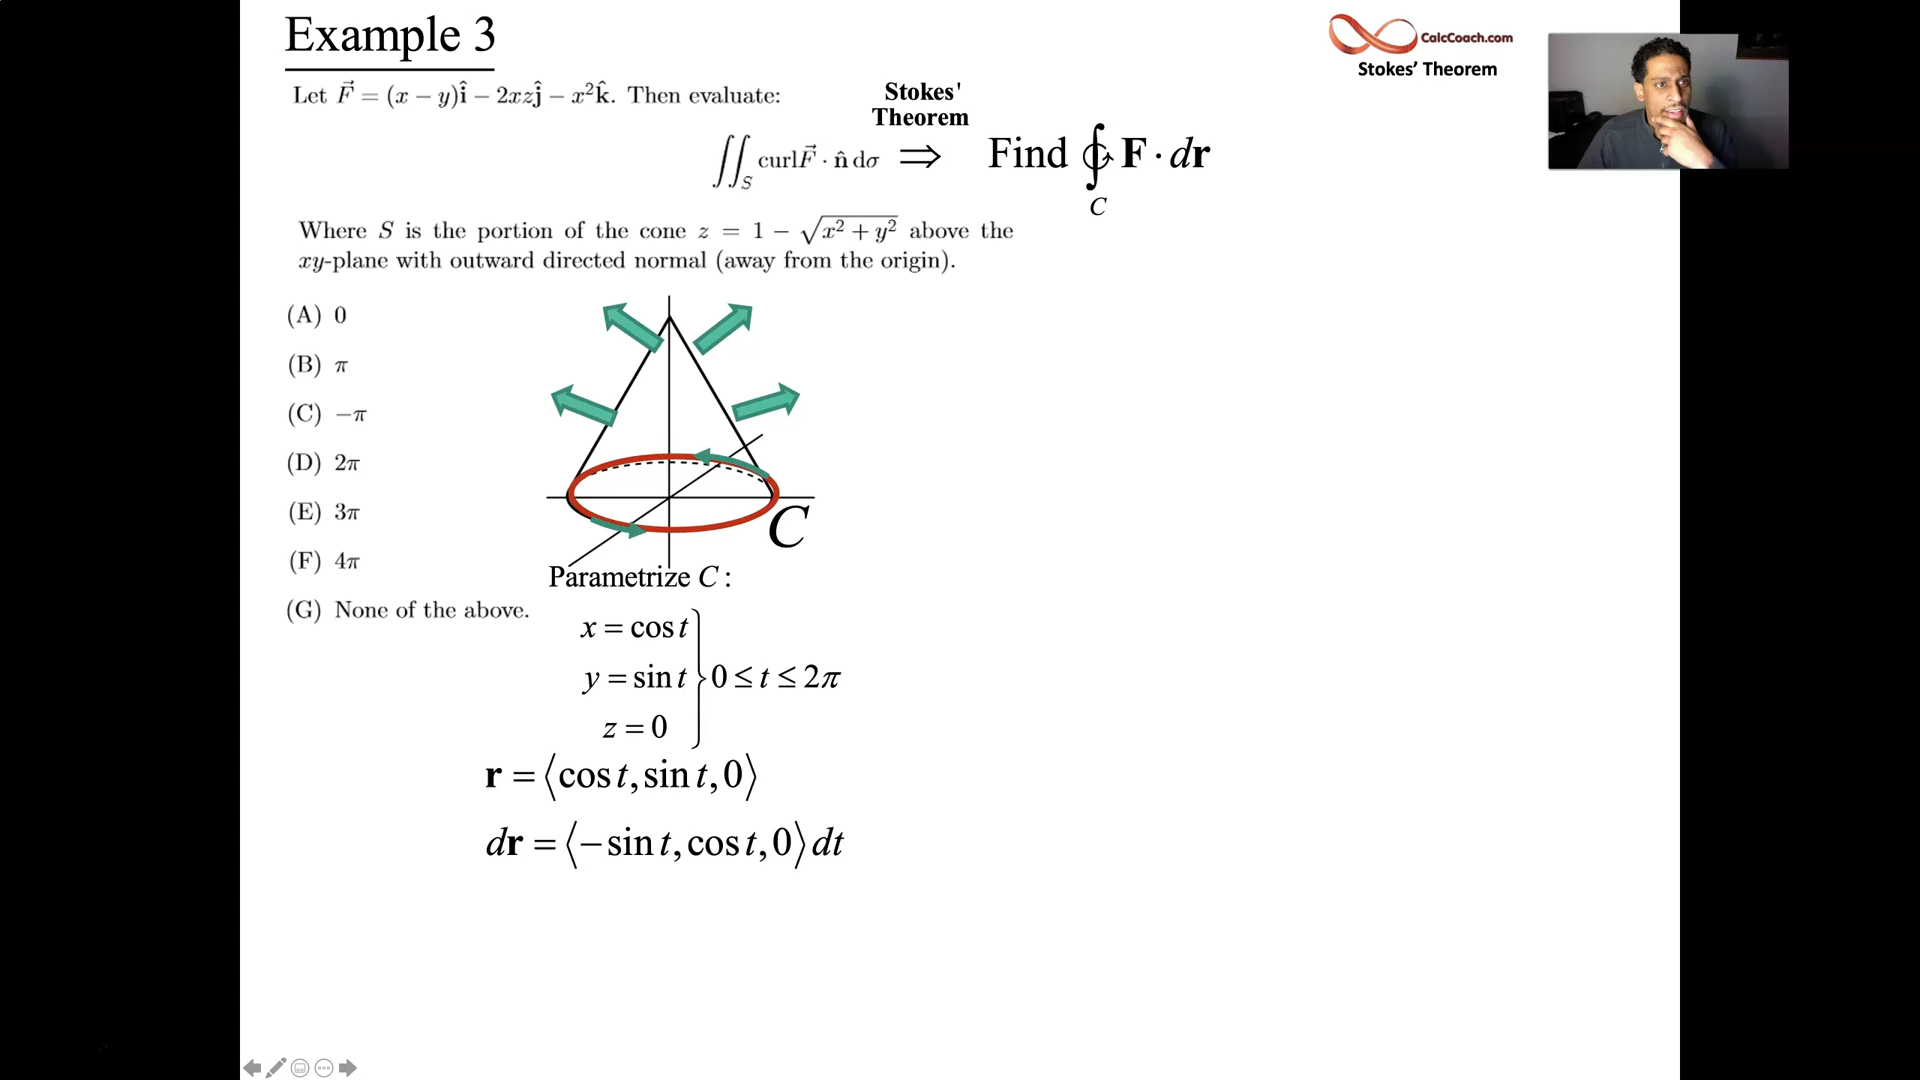 Example 3
CalcCoach.com
Stokes' Theorem
Let F⃗ = (x − y)î − 2xzĵ − x²k̂. Then evaluate:
Stokes'
Theorem
∬_S curlF⃗ · n̂ dσ ⇒ Find ∮_C F · dr
Where S is the portion of the cone z = 1 − √(x² + y²) above the
xy-plane with outward directed normal (away from the origin).
(A) 0
(B) π
(C) −π
(D) 2π
(E) 3π
(F) 4π
(G) None of the above.
C
Parametrize C :
x = cos t
y = sin t } 0 ≤ t ≤ 2π
z = 0
r = ⟨cos t, sin t, 0⟩
dr = ⟨− sin t, cos t, 0⟩ dt